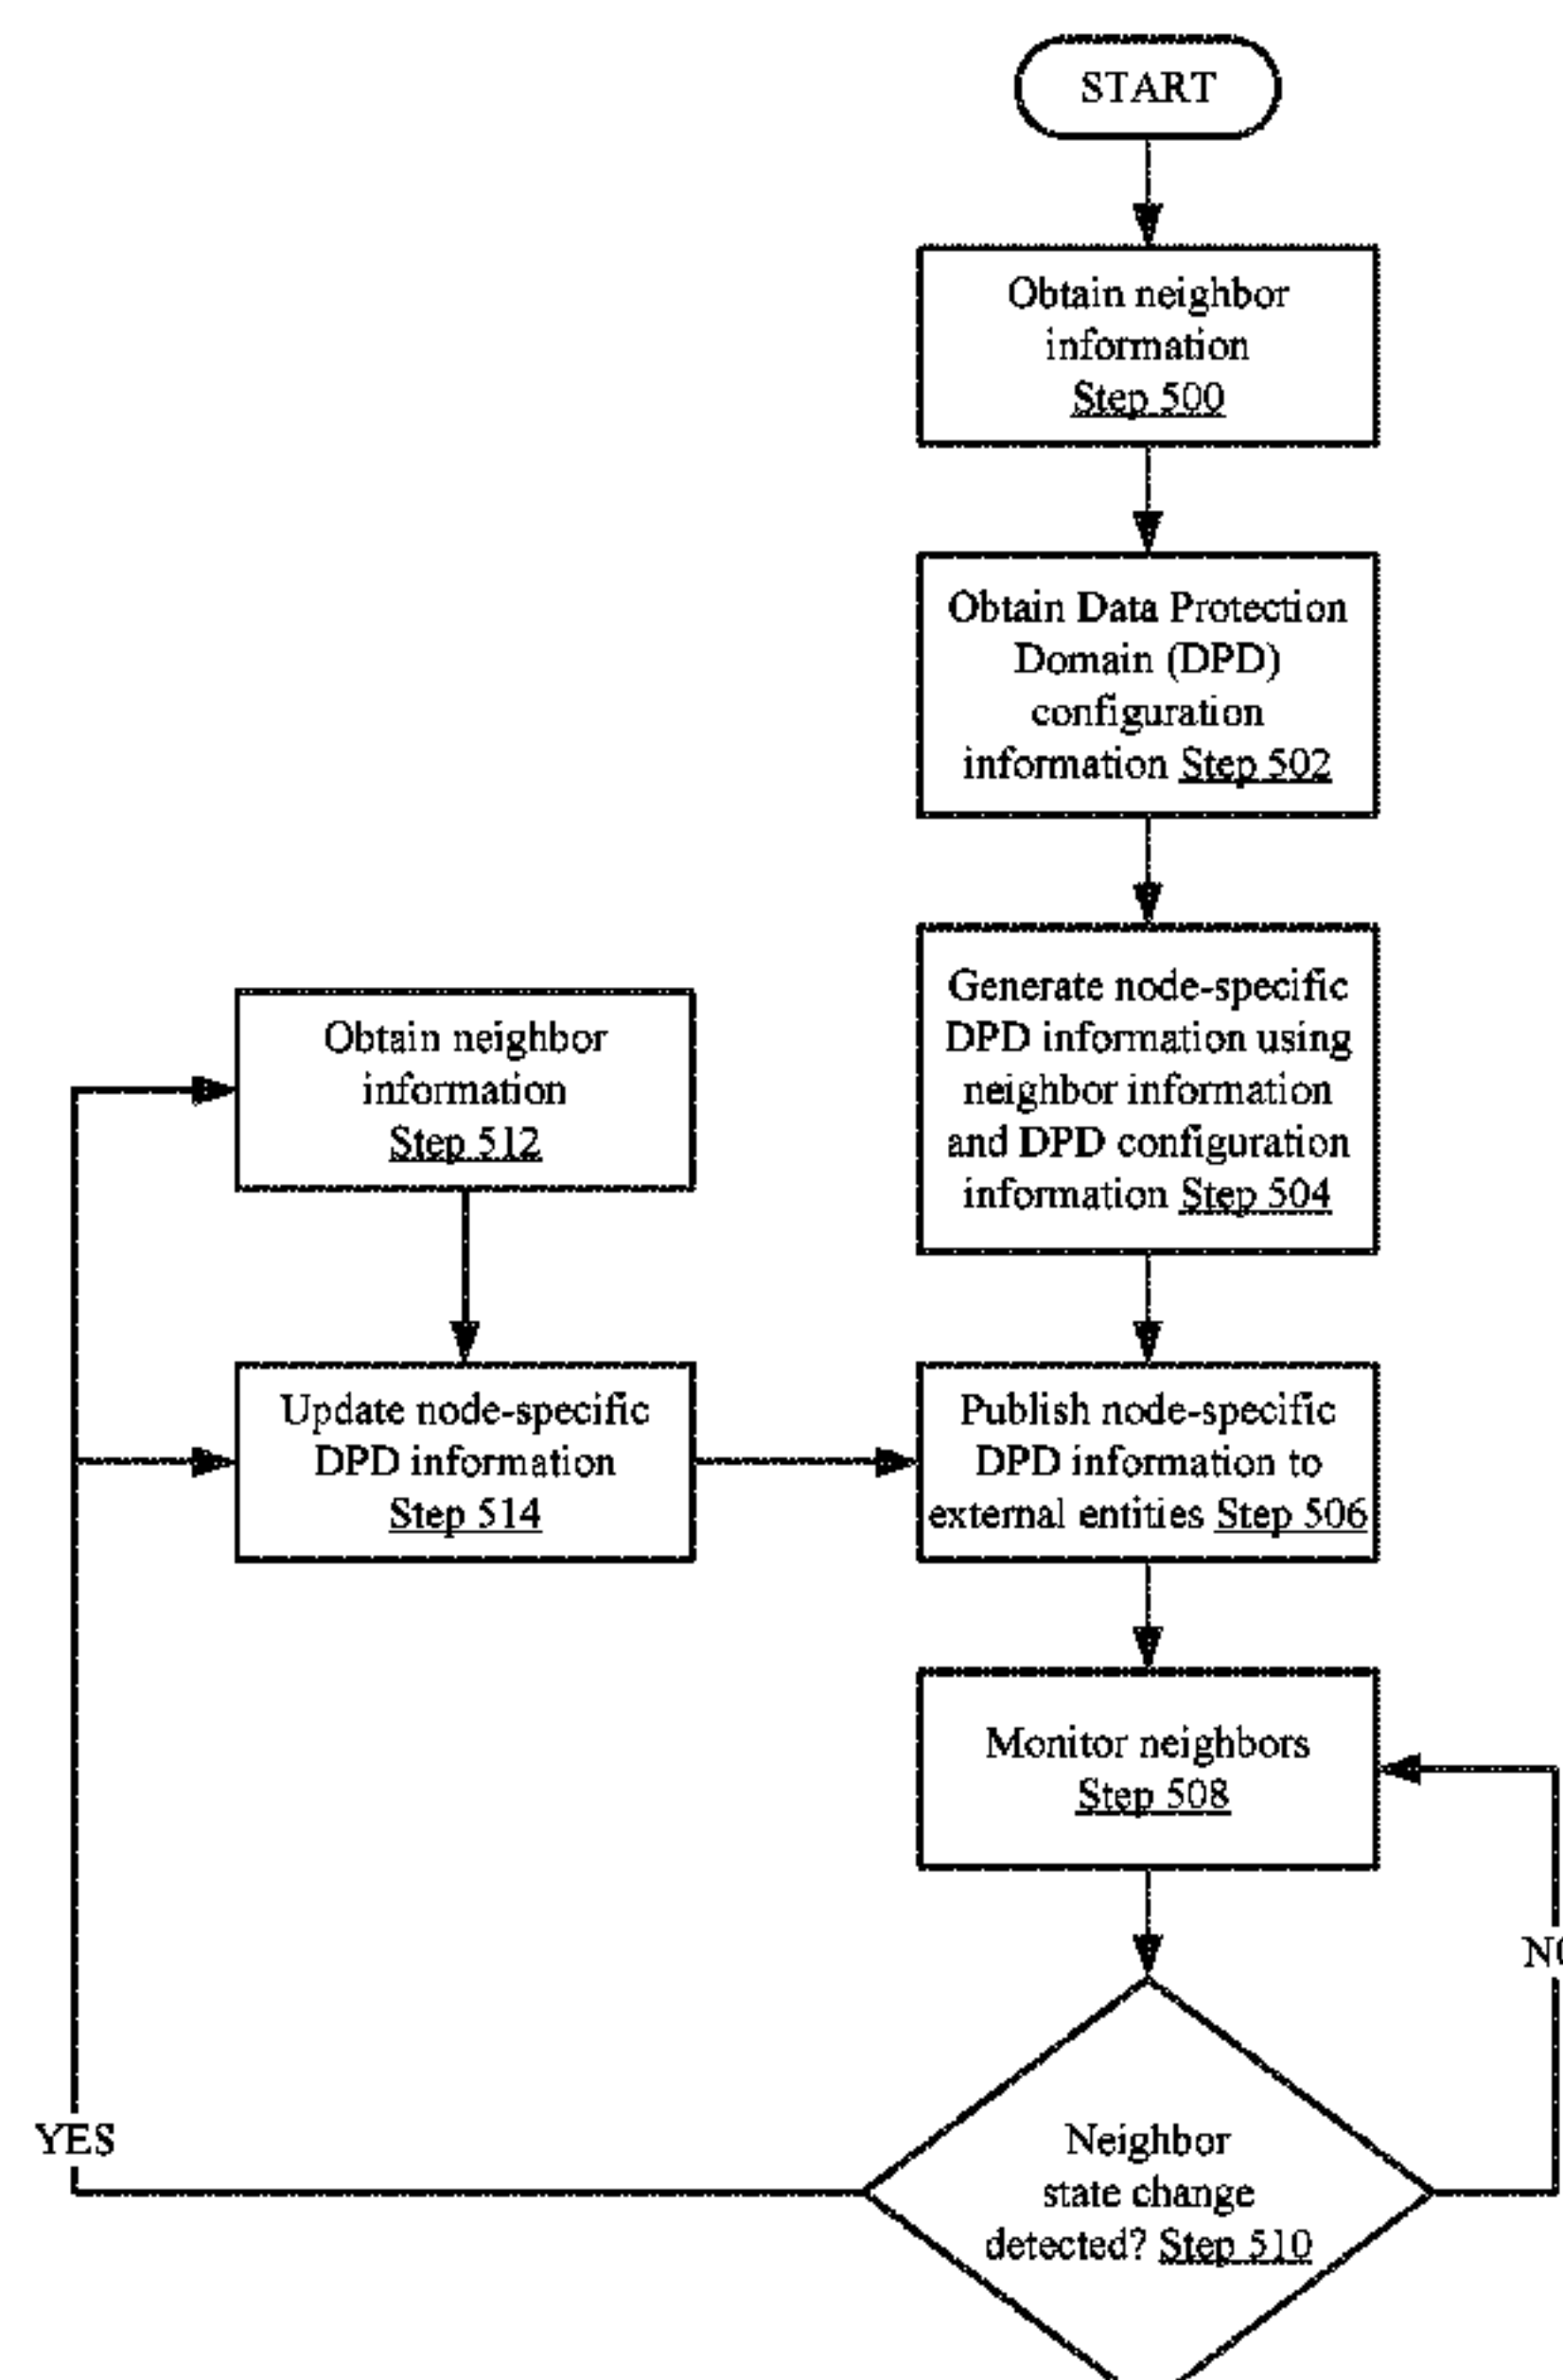 START
Obtain neighbor
information
Step 500
Obtain Data Protection
Domain (DPD)
configuration
information Step 502
Generate node-specific
DPD information using
neighbor information
and DPD configuration
information Step 504
Obtain neighbor
information
Step 512
Update node-specific
DPD information
Step 514
Publish node-specific
DPD information to
external entities Step 506
Monitor neighbors
Step 508
NO
YES
Neighbor
state change
detected? Step 510